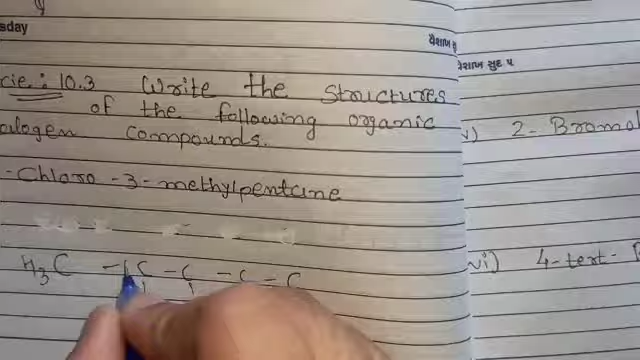 sday
cie : 10.3 Write the structures
of the following organic
alogen compounds.
-Chloro -3-methylpentane
H3C - C - C - C - C
વૈશાખ સુદ ૫
v) 2-Bromo
vi) 4-tert-